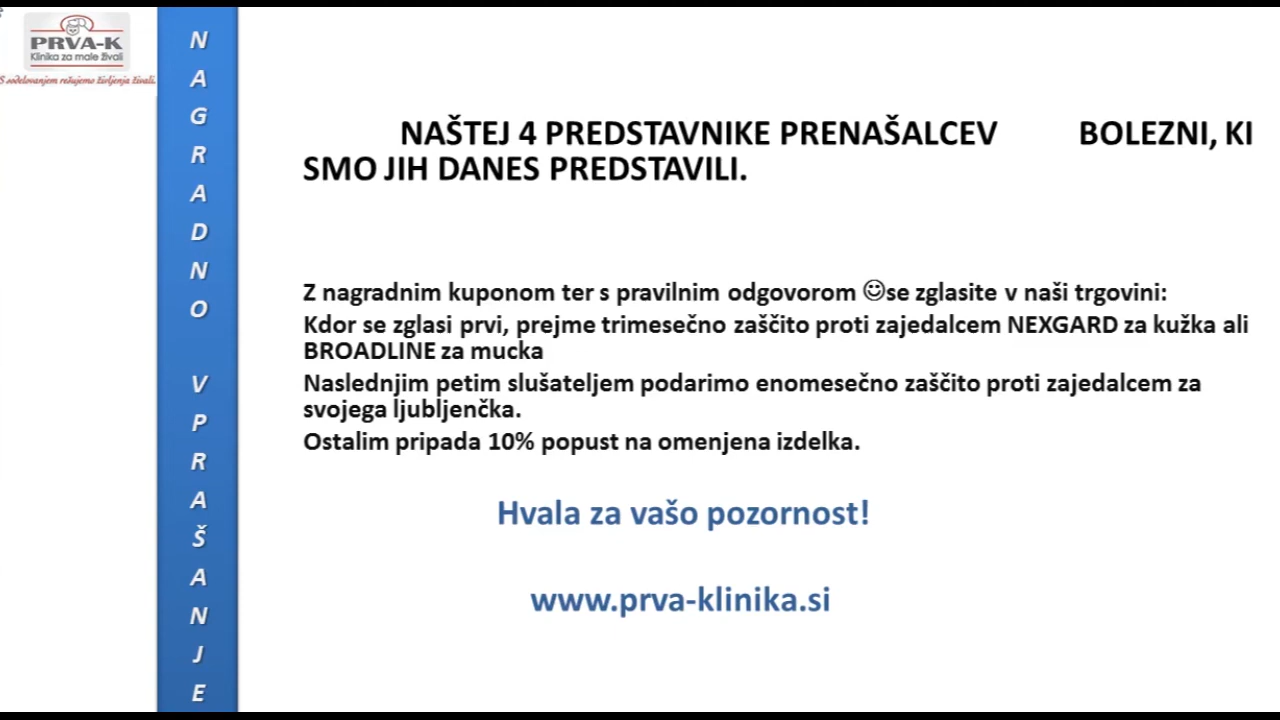 PRVA-K
Klinika za male živali
S sodelovanjem rešujemo življenja živali.
NAGRADNO VPRAŠANJE
NAŠTEJ 4 PREDSTAVNIKE PRENAŠALCEV BOLEZNI, KI
SMO JIH DANES PREDSTAVILI.
Z nagradnim kuponom ter s pravilnim odgovorom ☺se zglasite v naši trgovini:
Kdor se zglasi prvi, prejme trimesečno zaščito proti zajedalcem NEXGARD za kužka ali
BROADLINE za mucka
Naslednjim petim slušateljem podarimo enomesečno zaščito proti zajedalcem za
svojega ljubljenčka.
Ostalim pripada 10% popust na omenjena izdelka.
Hvala za vašo pozornost!
www.prva-klinika.si